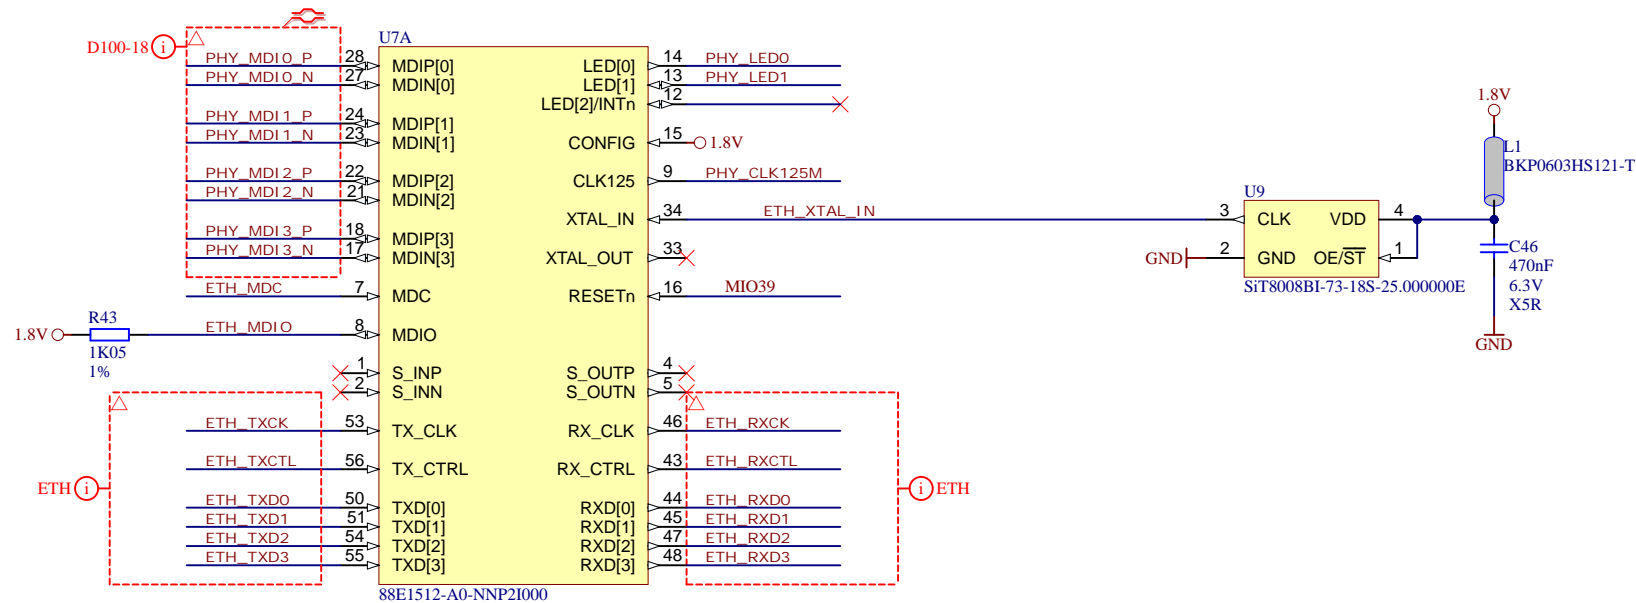 D100-18 i
U7A
PHY_MDI0_P 28 MDIP[0] LED[0] 14 PHY_LED0
PHY_MDI0_N 27 MDIN[0] LED[1] 13 PHY_LED1
LED[2]/INTn 12
PHY_MDI1_P 24 MDIP[1]
PHY_MDI1_N 23 MDIN[1] CONFIG 15 1.8V
PHY_MDI2_P 22 MDIP[2] CLK125 9 PHY_CLK125M
PHY_MDI2_N 21 MDIN[2]
XTAL_IN 34 ETH_XTAL_IN
PHY_MDI3_P 18 MDIP[3]
PHY_MDI3_N 17 MDIN[3] XTAL_OUT 33
ETH_MDC 7 MDC RESETn 16 MIO39
1.8V R43 ETH_MDIO 8 MDIO
1K05
1%
1 S_INP S_OUTP 4
2 S_INN S_OUTN 5
ETH_TXCK 53 TX_CLK RX_CLK 46 ETH_RXCK
ETH_TXCTL 56 TX_CTRL RX_CTRL 43 ETH_RXCTL
ETH i
i ETH
ETH_TXD0 50 TXD[0] RXD[0] 44 ETH_RXD0
ETH_TXD1 51 TXD[1] RXD[1] 45 ETH_RXD1
ETH_TXD2 54 TXD[2] RXD[2] 47 ETH_RXD2
ETH_TXD3 55 TXD[3] RXD[3] 48 ETH_RXD3
88E1512-A0-NNP2I000
1.8V
L1
BKP0603HS121-T
U9
3 CLK VDD 4
GND 2 GND OE/ST 1
SiT8008BI-73-18S-25.000000E
C46
470nF
6.3V
X5R
GND